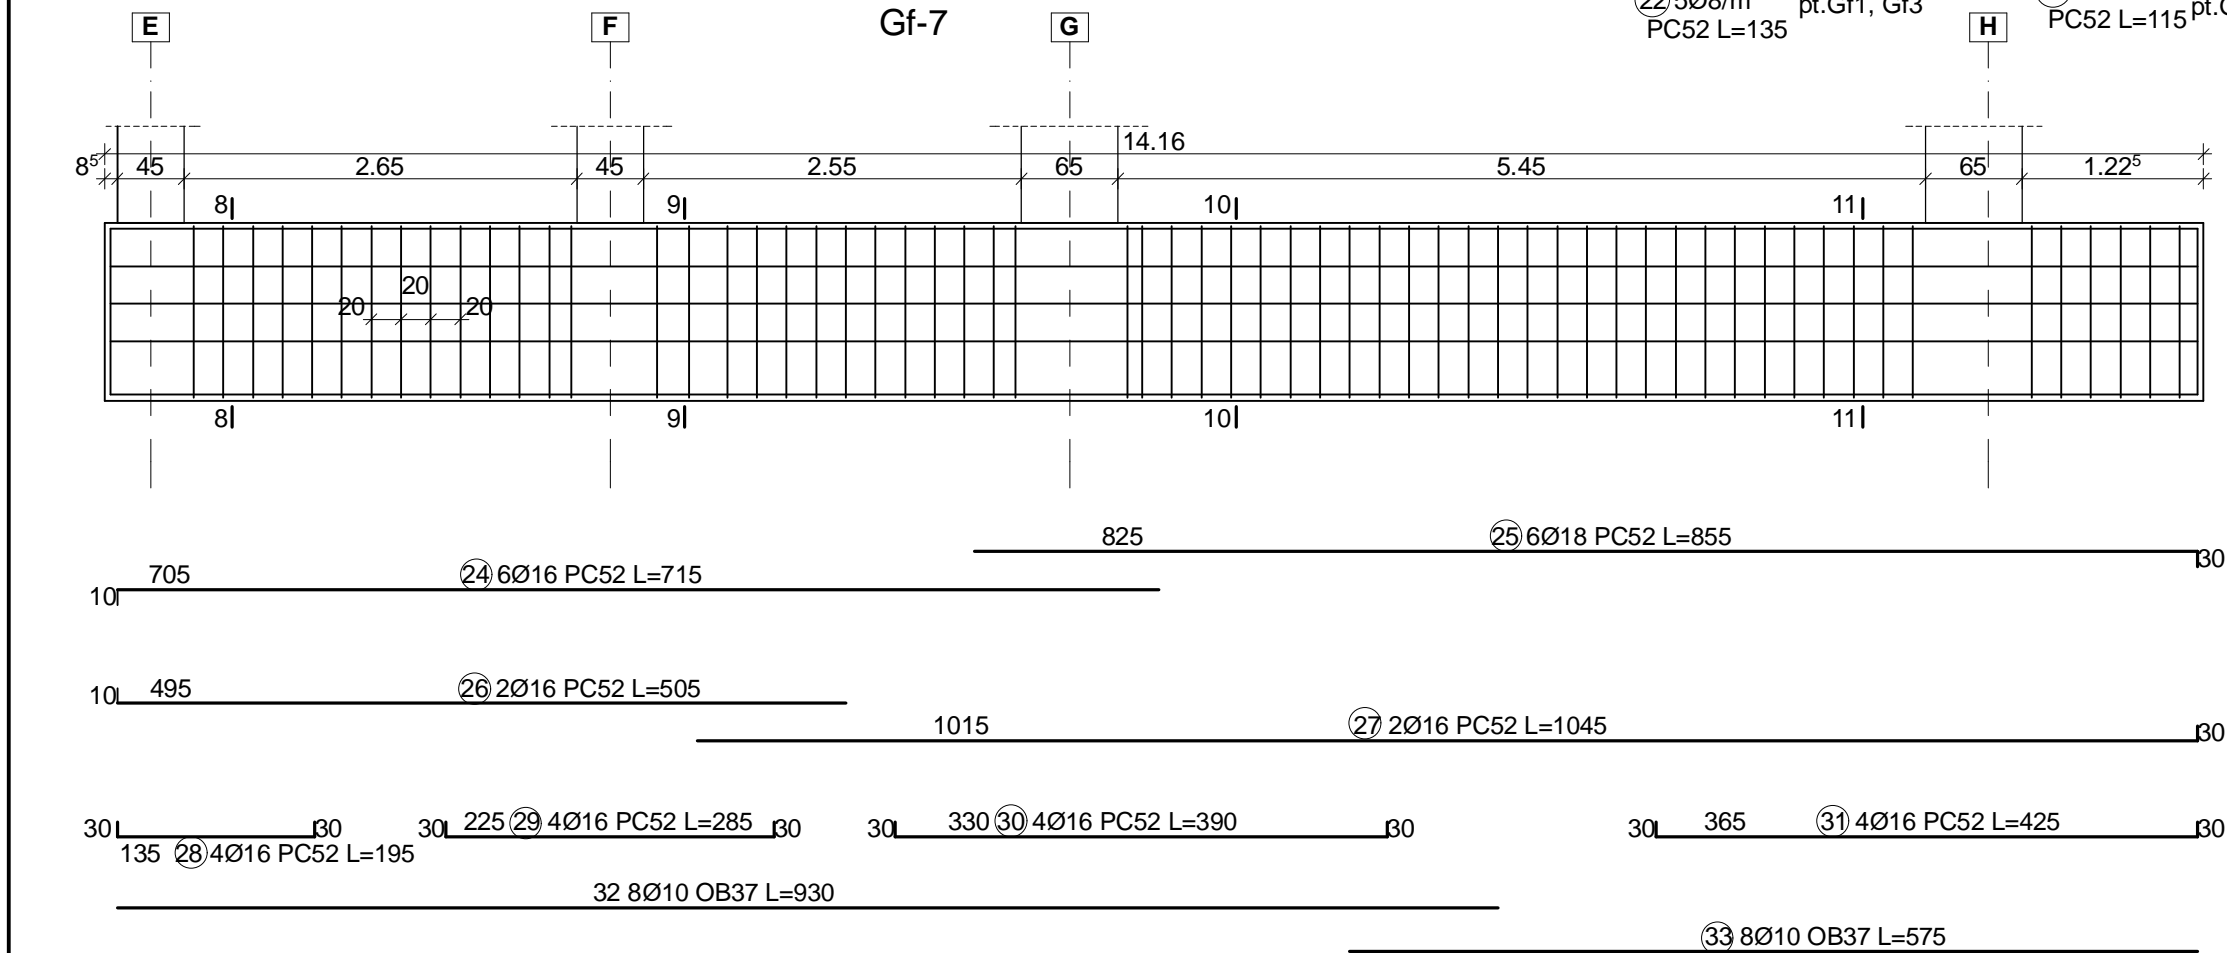 22 5Ø8/m pt.Gf1, Gf3
PC52 L=135
PC52 L=115
E F Gf-7 G H
14.16
8⁵ 45 2.65 45 2.55 65 5.45 65 1.22⁵
8 9 10 11
20 20 20
8 9 10 11
825 25 6Ø18 PC52 L=855 30
705 24 6Ø16 PC52 L=715
10
10 495 26 2Ø16 PC52 L=505
1015 27 2Ø16 PC52 L=1045 30
30 30 30 225 29 4Ø16 PC52 L=285 30 30 330 30 4Ø16 PC52 L=390 30 30 365 31 4Ø16 PC52 L=425 30
135 28 4Ø16 PC52 L=195
32 8Ø10 OB37 L=930
33 8Ø10 OB37 L=575